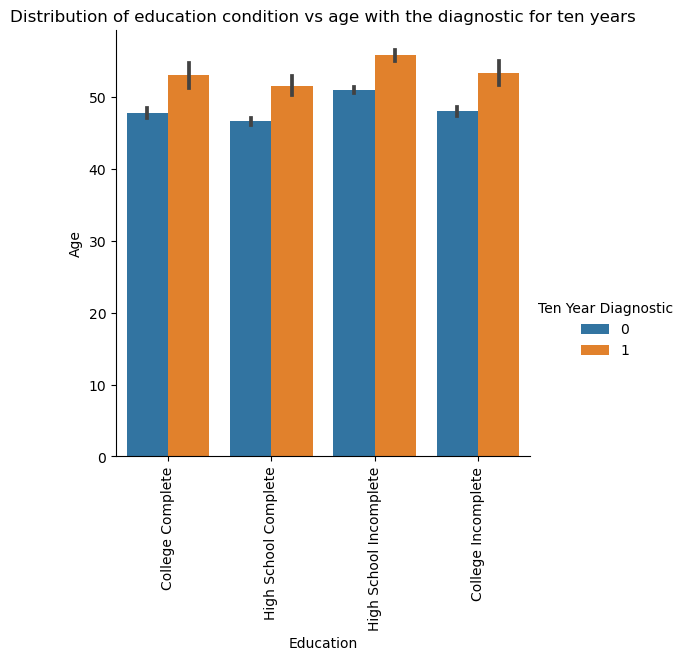 Distribution of education condition vs age with the diagnostic for ten years
50
40
30
20
10
0
Age
College Complete
High School Complete
High School Incomplete
College Incomplete
Education
Ten Year Diagnostic
0
1